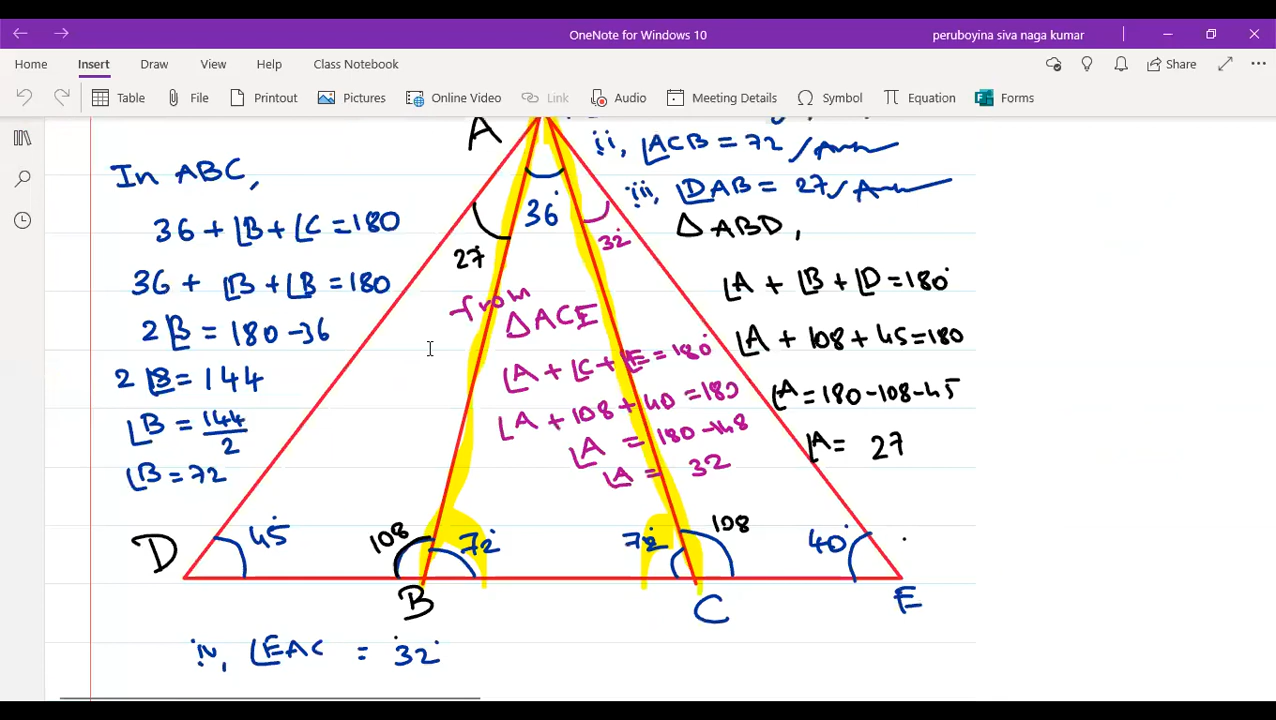 OneNote for Windows 10
peruboyina siva naga kumar
Home Insert Draw View Help Class Notebook
Share
Table File Printout Pictures Online Video Link Audio Meeting Details Symbol Equation Forms
A
ii, ∠ACB = 72 / Ans
iii, ∠DAB = 27 / Ans
In ABC,
36 + ∠B + ∠C = 180
36 + ∠B + ∠B = 180
2∠B = 180 - 36
2∠B = 144
∠B = 144/2
∠B = 72
27°
36°
32°
from
ΔACE
∠A + ∠C + ∠E = 180°
∠A + 108 + 40 = 180
∠A = 180 - 148
∠A = 32
ΔABD,
∠A + ∠B + ∠D = 180°
∠A + 108 + 45 = 180
∠A = 180 - 108 - 45
∠A = 27
D
45°
108
72°
72°
108
40°
B
C
E
iv, ∠EAC = 32°